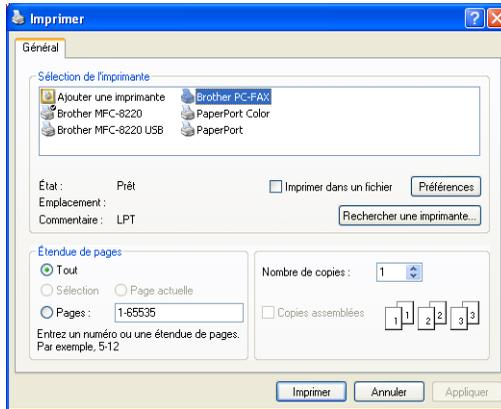 Imprimer
Général
Sélection de l'imprimante
Ajouter une imprimante
Brother PC-FAX
Brother MFC-8220
PaperPort Color
Brother MFC-8220 USB
PaperPort
État : Prêt
Imprimer dans un fichier
Préférences
Emplacement :
Commentaire : LPT
Rechercher une imprimante...
Étendue de pages
Tout
Nombre de copies : 1
Sélection
Page actuelle
Pages : 1-65535
Copies assemblées
1 1 2 2 3 3
Entrez un numéro ou une étendue de pages.
Par exemple, 5-12
Imprimer
Annuler
Appliquer